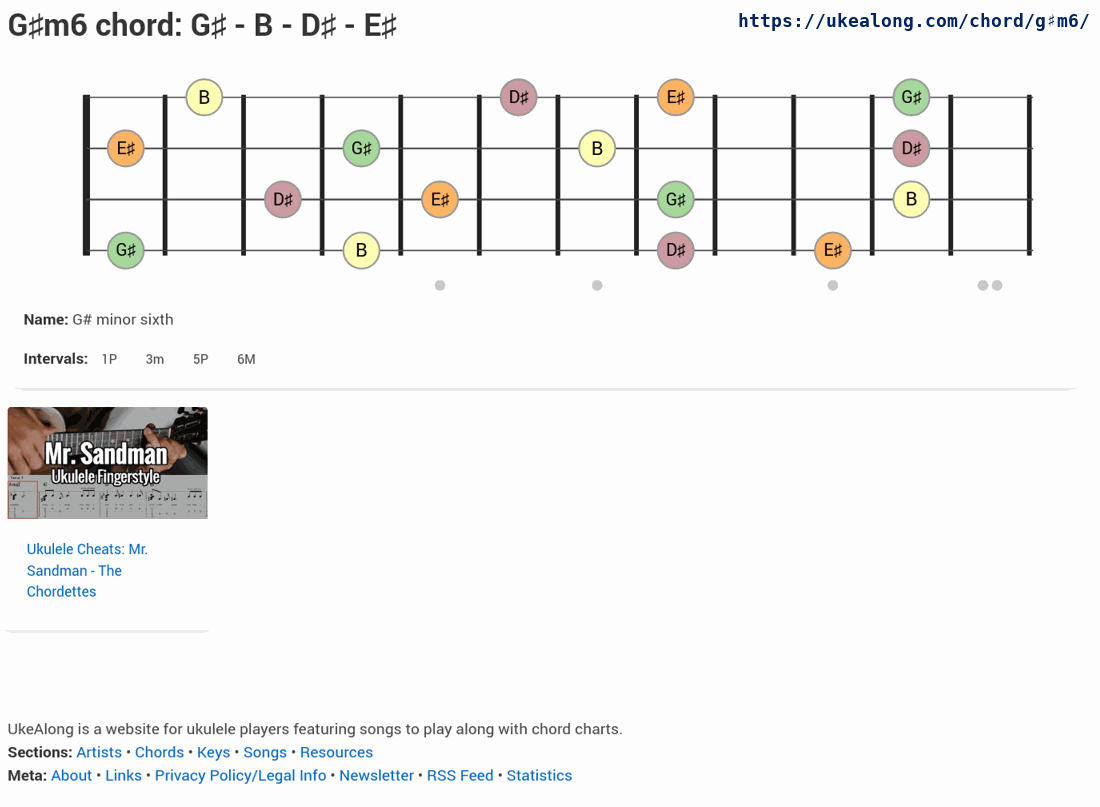 G♯m6 chord: G♯ - B - D♯ - E♯
https://ukealong.com/chord/g♯m6/
B D♯ E♯ G♯
E♯ G♯ B D♯
D♯ E♯ G♯ B
G♯ B D♯ E♯
Name: G# minor sixth
Intervals: 1P 3m 5P 6M
Mr. Sandman
Ukulele Fingerstyle
Ukulele Cheats: Mr.
Sandman - The
Chordettes
UkeAlong is a website for ukulele players featuring songs to play along with chord charts.
Sections: Artists • Chords • Keys • Songs • Resources
Meta: About • Links • Privacy Policy/Legal Info • Newsletter • RSS Feed • Statistics